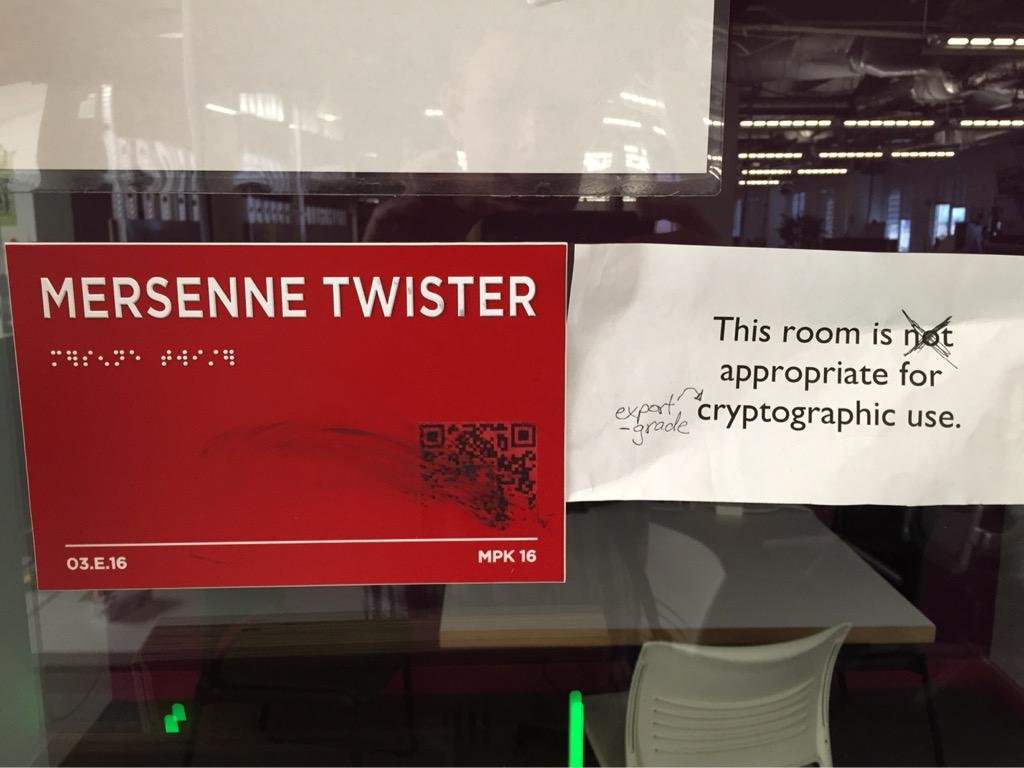 MERSENNE TWISTER
03.E.16
MPK 16
This room is not
appropriate for
export
-grade
cryptographic use.